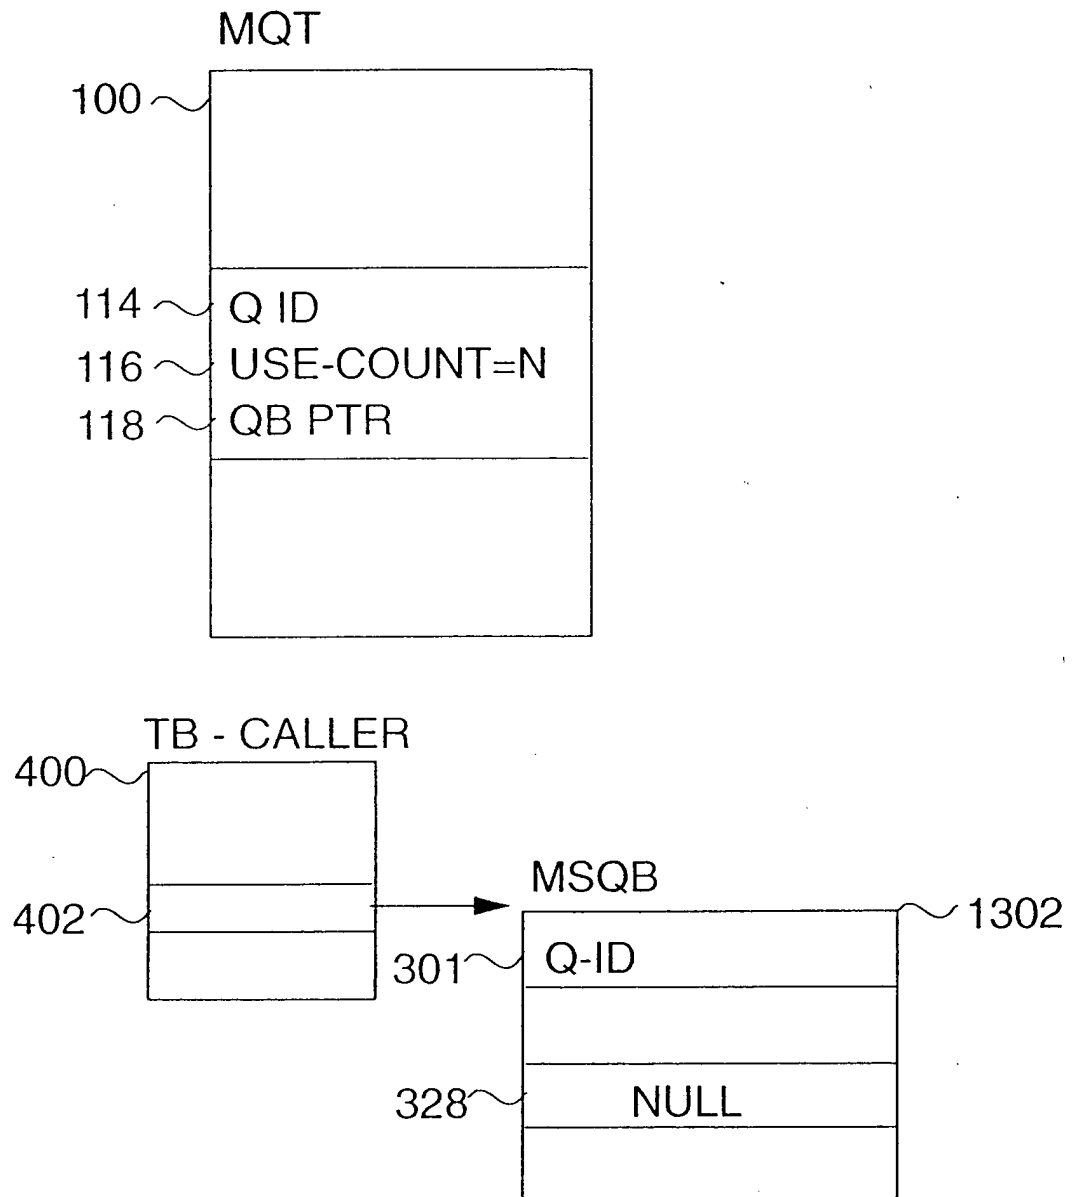 MQT
100
114 Q ID
116 USE-COUNT=N
118 QB PTR
TB - CALLER
400
402
MSQB
1302
301 Q-ID
328 NULL